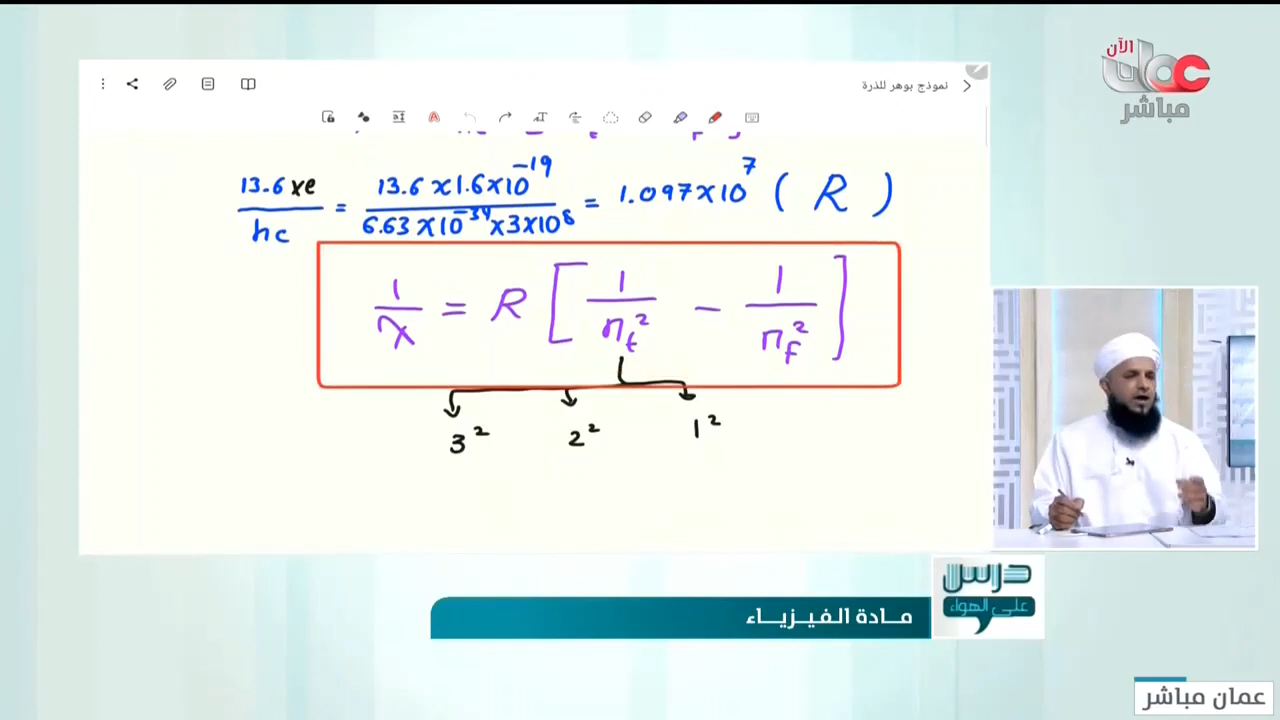 الآن
عمان
مباشر
نموذج بوهر للذرة
13.6 xe / hc = 13.6 x 1.6 x 10^-19 / 6.63 x 10^-34 x 3 x 10^8 = 1.097 x 10^7 ( R )
1/λ = R [ 1/n_t^2 - 1/n_f^2 ]
3^2 2^2 1^2
درس
على الهواء
مـادة الفـيـزيـاء
عمان مباشر